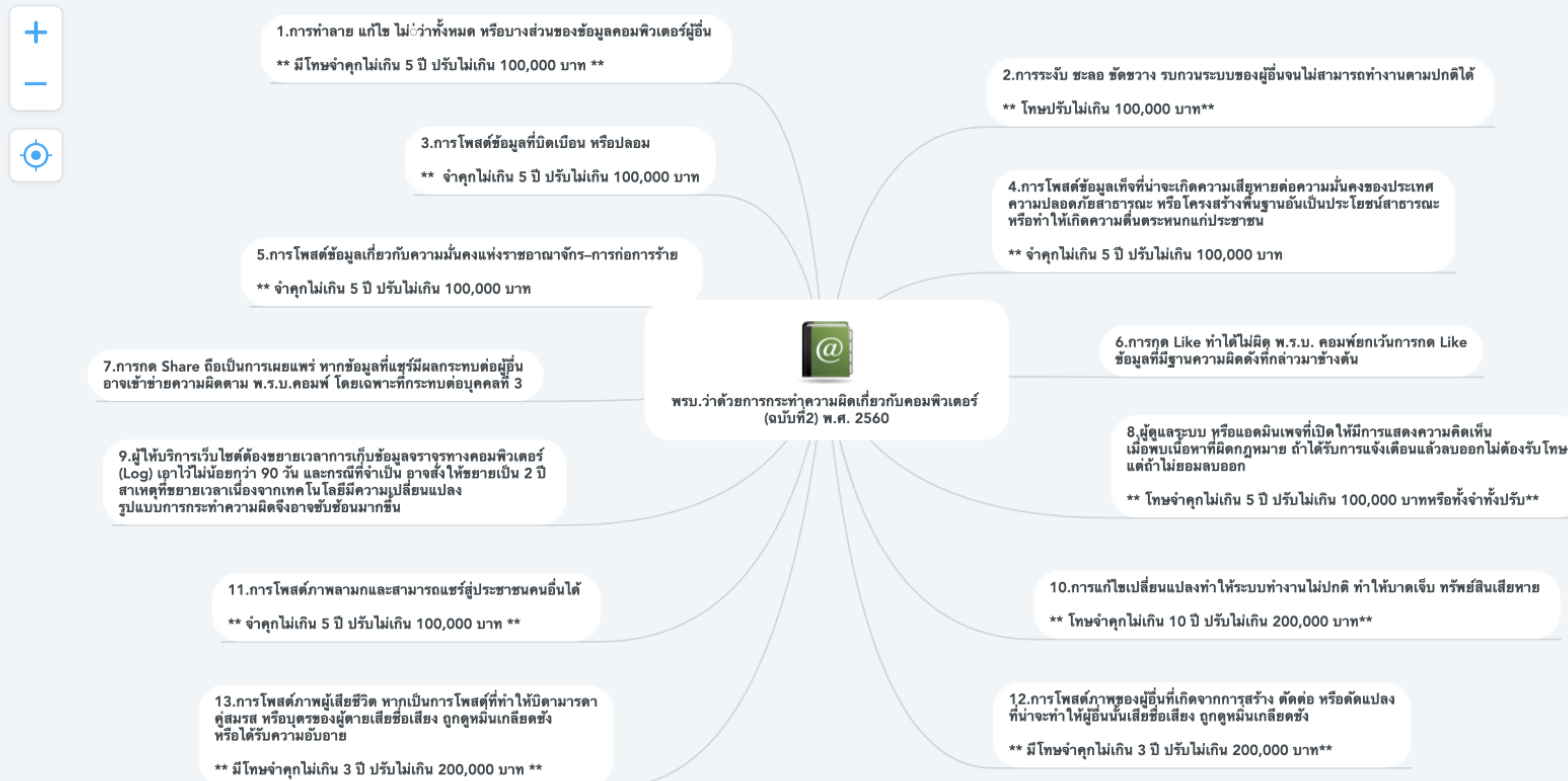 1.การทำลาย แก้ไข ไม่่ว่าทั้งหมด หรือบางส่วนของข้อมูลคอมพิวเตอร์ผู้อื่น
** มีโทษจำคุกไม่เกิน 5 ปี ปรับไม่เกิน 100,000 บาท **
2.การระงับ ชะลอ ขัดขวาง รบกวนระบบของผู้อื่นจนไม่สามารถทำงานตามปกติได้
** โทษปรับไม่เกิน 100,000 บาท**
3.การโพสต์ข้อมูลที่บิดเบือน หรือปลอม
** จำคุกไม่เกิน 5 ปี ปรับไม่เกิน 100,000 บาท
4.การโพสต์ข้อมูลเท็จที่น่าจะเกิดความเสียหายต่อความมั่นคงของประเทศ
ความปลอดภัยสาธารณะ หรือโครงสร้างพื้นฐานอันเป็นประโยชน์สาธารณะ
หรือทำให้เกิดความตื่นตระหนกแก่ประชาชน
** จำคุกไม่เกิน 5 ปี ปรับไม่เกิน 100,000 บาท
5.การโพสต์ข้อมูลเกี่ยวกับความมั่นคงแห่งราชอาณาจักร–การก่อการร้าย
** จำคุกไม่เกิน 5 ปี ปรับไม่เกิน 100,000 บาท
พรบ.ว่าด้วยการกระทำความผิดเกี่ยวกับคอมพิวเตอร์
(ฉบับที่2) พ.ศ. 2560
6.การกด Like ทำได้ไม่ผิด พ.ร.บ. คอมพ์ยกเว้นการกด Like
ข้อมูลที่มีฐานความผิดดังที่กล่าวมาข้างต้น
7.การกด Share ถือเป็นการเผยแพร่ หากข้อมูลที่แชร์มีผลกระทบต่อผู้อื่น
อาจเข้าข่ายความผิดตาม พ.ร.บ.คอมพ์ โดยเฉพาะที่กระทบต่อบุคคลที่ 3
8.ผู้ดูแลระบบ หรือแอดมินเพจที่เปิดให้มีการแสดงความคิดเห็น
เมื่อพบเนื้อหาที่ผิดกฎหมาย ถ้าได้รับการแจ้งเตือนแล้วลบออกไม่ต้องรับโทษ
แต่ถ้าไม่ยอมลบออก
** โทษจำคุกไม่เกิน 5 ปี ปรับไม่เกิน 100,000 บาทหรือทั้งจำทั้งปรับ**
9.ผู้ให้บริการเว็บไซต์ต้องขยายเวลาการเก็บข้อมูลจราจรทางคอมพิวเตอร์
(Log) เอาไว้ไม่น้อยกว่า 90 วัน และกรณีที่จำเป็น อาจสั่งให้ขยายเป็น 2 ปี
สาเหตุที่ขยายเวลาเนื่องจากเทคโนโลยีมีความเปลี่ยนแปลง
รูปแบบการกระทำความผิดจึงอาจซับซ้อนมากขึ้น
10.การแก้ไขเปลี่ยนแปลงทำให้ระบบทำงานไม่ปกติ ทำให้บาดเจ็บ ทรัพย์สินเสียหาย
** โทษจำคุกไม่เกิน 10 ปี ปรับไม่เกิน 200,000 บาท**
11.การโพสต์ภาพลามกและสามารถแชร์สู่ประชาชนคนอื่นได้
** จำคุกไม่เกิน 5 ปี ปรับไม่เกิน 100,000 บาท **
12.การโพสต์ภาพของผู้อื่นที่เกิดจากการสร้าง ตัดต่อ หรือดัดแปลง
ที่น่าจะทำให้ผู้อื่นนั้นเสียชื่อเสียง ถูกดูหมิ่นเกลียดชัง
** มีโทษจำคุกไม่เกิน 3 ปี ปรับไม่เกิน 200,000 บาท**
13.การโพสต์ภาพผู้เสียชีวิต หากเป็นการโพสต์ที่ทำให้บิดามารดา
คู่สมรส หรือบุตรของผู้ตายเสียชื่อเสียง ถูกดูหมิ่นเกลียดชัง
หรือได้รับความอับอาย
** มีโทษจำคุกไม่เกิน 3 ปี ปรับไม่เกิน 200,000 บาท **